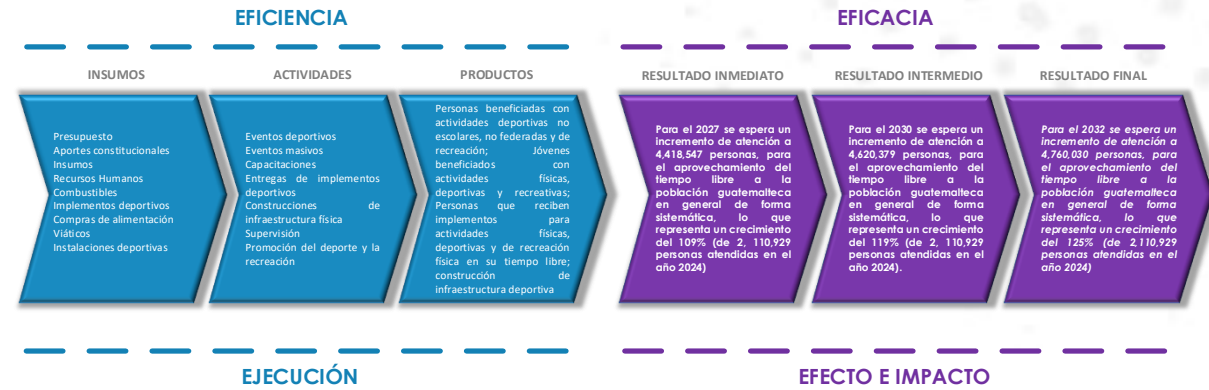 EFICIENCIA
EFICACIA
INSUMOS
ACTIVIDADES
PRODUCTOS
RESULTADO INMEDIATO
RESULTADO INTERMEDIO
RESULTADO FINAL
Presupuesto
Aportes constitucionales
Insumos
Recursos Humanos
Combustibles
Implementos deportivos
Compras de alimentación
Viáticos
Instalaciones deportivas
Eventos deportivos
Eventos masivos
Capacitaciones
Entregas de implementos
deportivos
Construcciones de
infraestructura física
Supervisión
Promoción del deporte y la
recreación
Personas beneficiadas con
actividades deportivas no
escolares, no federadas y de
recreación; Jóvenes
beneficiados con
actividades físicas,
deportivas y recreativas;
Personas que reciben
implementos para
actividades físicas,
deportivas y de recreación
física en su tiempo libre;
construcción de
infraestructura deportiva
Para el 2027 se espera un
incremento de atención a
4,418,547 personas, para
el aprovechamiento del
tiempo libre a la
población guatemalteca
en general de forma
sistemática, lo que
representa un crecimiento
del 109% (de 2, 110,929
personas atendidas en el
año 2024)
Para el 2030 se espera un
incremento de atención a
4,620,379 personas, para
el aprovechamiento del
tiempo libre a la
población guatemalteca
en general de forma
sistemática, lo que
representa un crecimiento
del 119% (de 2, 110,929
personas atendidas en el
año 2024).
Para el 2032 se espera un
incremento de atención a
4,760,030 personas, para
el aprovechamiento del
tiempo libre a la
población guatemalteca
en general de forma
sistemática, lo que
representa un crecimiento
del 125% (de 2,110,929
personas atendidas en el
año 2024)
EJECUCIÓN
EFECTO E IMPACTO